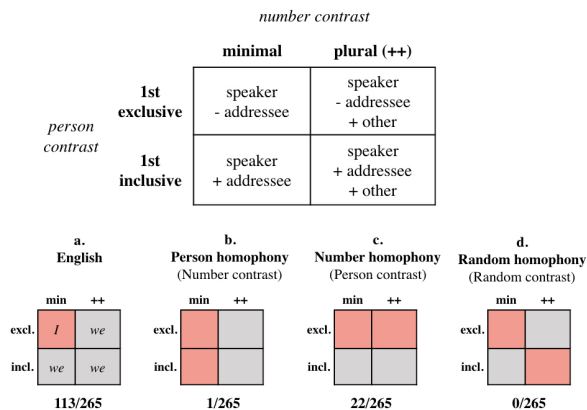 number contrast
minimal plural (++)
person contrast
1st exclusive
speaker - addressee
speaker - addressee + other
1st inclusive
speaker + addressee
speaker + addressee + other
a.
English
min ++
excl. I we
incl. we we
113/265
b.
Person homophony
(Number contrast)
min ++
excl.
incl.
1/265
c.
Number homophony
(Person contrast)
min ++
excl.
incl.
22/265
d.
Random homophony
(Random contrast)
min ++
excl.
incl.
0/265